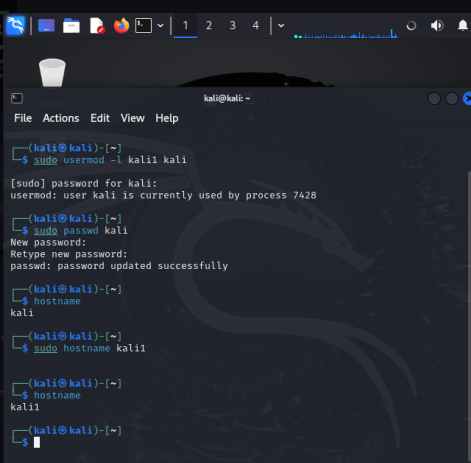 1 2 3 4
Trash
kali@kali: ~
File Actions Edit View Help
┌──(kali㉿kali)-[~]
└─$ sudo usermod -l kali1 kali
[sudo] password for kali:
usermod: user kali is currently used by process 7428
┌──(kali㉿kali)-[~]
└─$ sudo passwd kali
New password:
Retype new password:
passwd: password updated successfully
┌──(kali㉿kali)-[~]
└─$ hostname
kali
┌──(kali㉿kali)-[~]
└─$ sudo hostname kali1
┌──(kali㉿kali)-[~]
└─$ hostname
kali1
┌──(kali㉿kali)-[~]
└─$